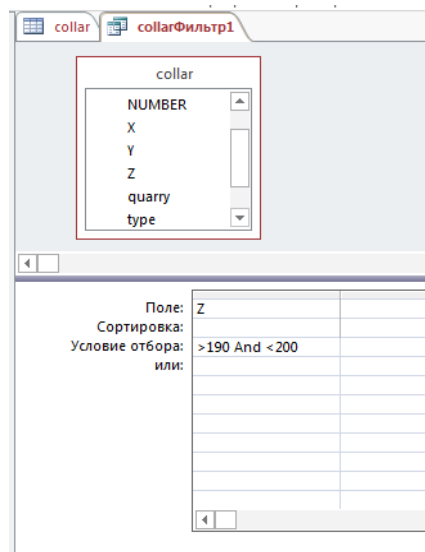 collar collarФильтр1
collar
NUMBER
X
Y
Z
quarry
type
Поле: Z
Сортировка:
Условие отбора: >190 And <200
или: